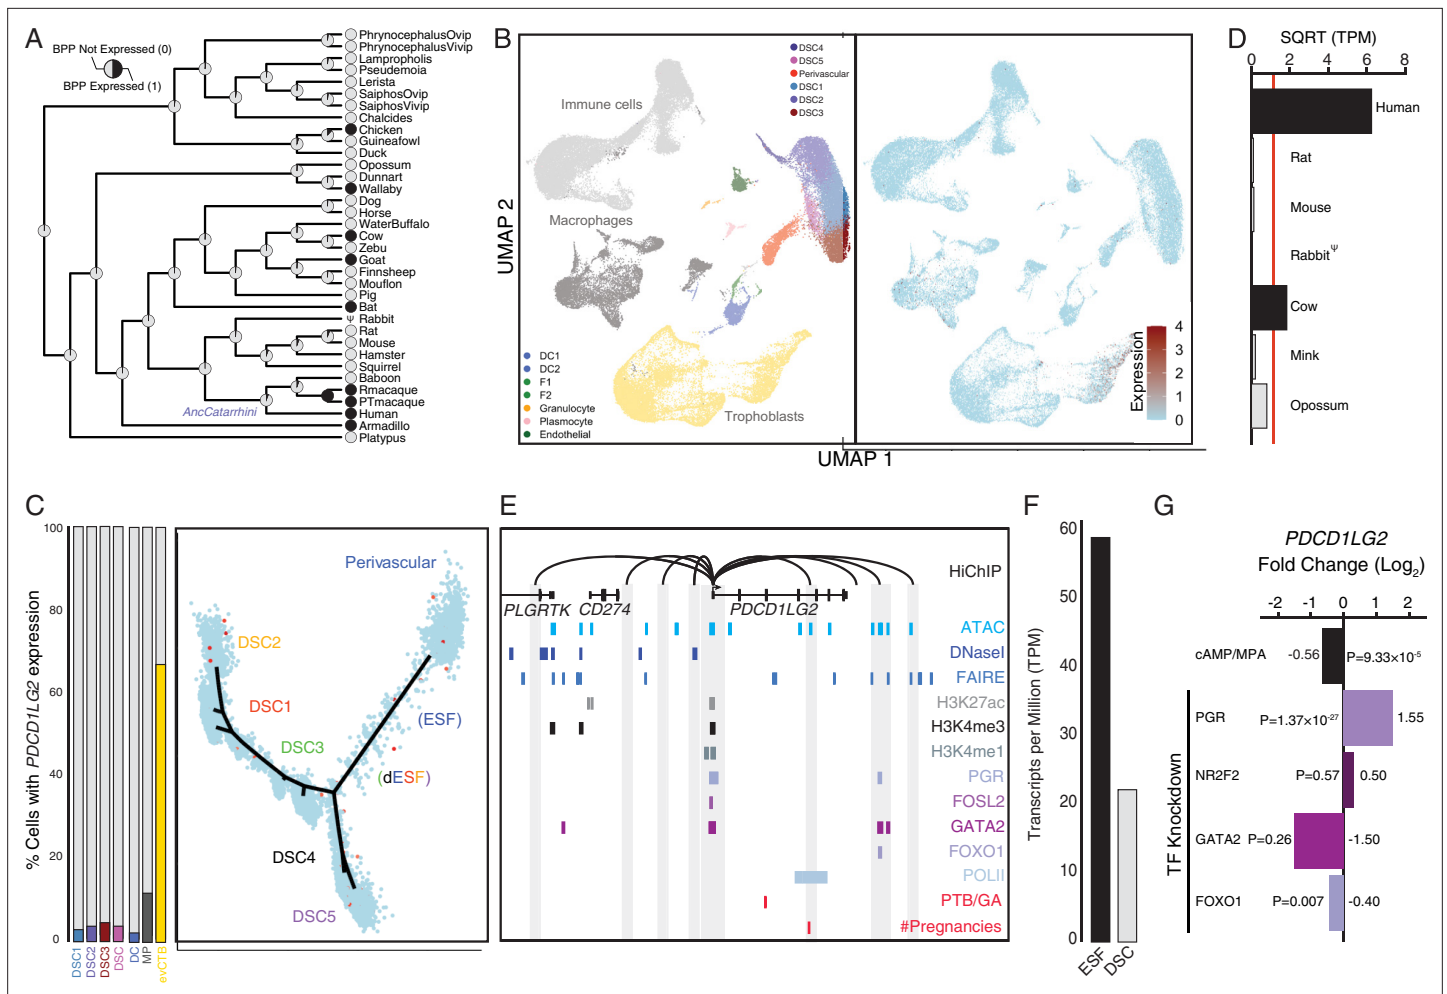 A
BPP Not Expressed (0)
BPP Expressed (1)
PhrynocephalusOvip
PhrynocephalusVivip
Lampropholis
Pseudemoia
Lerista
SaiphosOvip
SaiphosVivip
Chalcides
Chicken
Guineafowl
Duck
Opossum
Dunnart
Wallaby
Dog
Horse
WaterBuffalo
Cow
Zebu
Goat
Finnsheep
Mouflon
Pig
Bat
Ψ Rabbit
Rat
Mouse
Hamster
Squirrel
Baboon
Rmacaque
PTmacaque
Human
Armadillo
Platypus
AncCatarrhini
B
DSC4
DSC5
Perivascular
DSC1
DSC2
DSC3
Immune cells
Macrophages
Trophoblasts
DC1
DC2
F1
F2
Granulocyte
Plasmocyte
Endothelial
UMAP 2
UMAP 1
Expression
4
3
2
1
0
D
SQRT (TPM)
0 2 4 6 8
Human
Rat
Mouse
Rabbit Ψ
Cow
Mink
Opossum
C
% Cells with PDCD1LG2 expression
100
80
60
40
20
0
DSC1
DSC2
DSC3
DSC
DC
MP
evCTB
Perivascular
DSC2
DSC1
(ESF)
DSC3
(dESF)
DSC4
DSC5
E
HiChIP
PLGRTK CD274 PDCD1LG2
ATAC
DNaseI
FAIRE
H3K27ac
H3K4me3
H3K4me1
PGR
FOSL2
GATA2
FOXO1
POLII
PTB/GA
#Pregnancies
F
Transcripts per Million (TPM)
60
50
40
30
20
10
0
ESF
DSC
G
PDCD1LG2
Fold Change (Log2)
-2 -1 0 1 2
cAMP/MPA -0.56 P=9.33×10-5
PGR P=1.37×10-27 1.55
NR2F2 P=0.57 0.50
GATA2 P=0.26 -1.50
FOXO1 P=0.007 -0.40
TF Knockdown